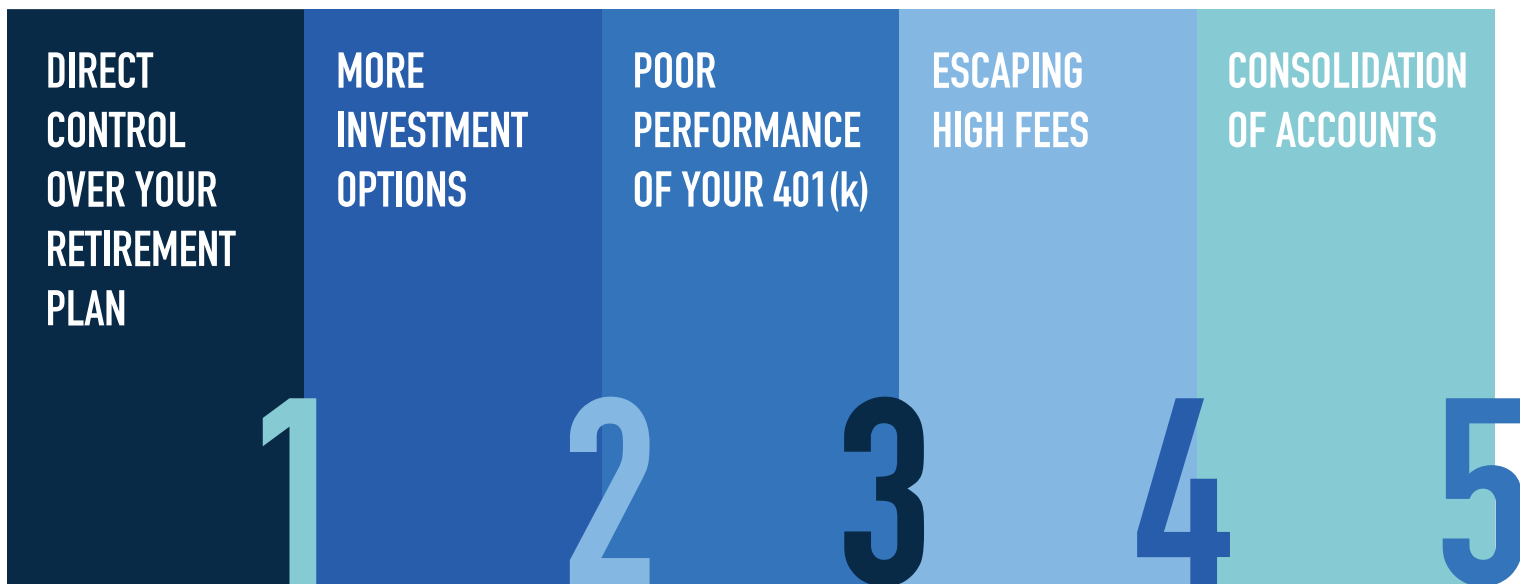 DIRECT
CONTROL
OVER YOUR
RETIREMENT
PLAN
1
MORE
INVESTMENT
OPTIONS
2
POOR
PERFORMANCE
OF YOUR 401(k)
3
ESCAPING
HIGH FEES
4
CONSOLIDATION
OF ACCOUNTS
5